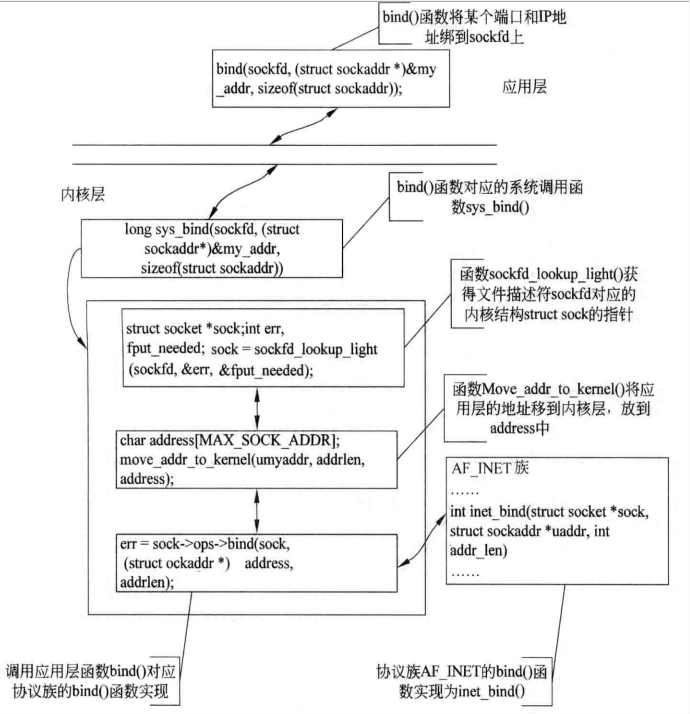 bind()函数将某个端口和IP地
址绑到sockfd上
bind(sockfd, (struct sockaddr *)&my
_addr, sizeof(struct sockaddr));
应用层
内核层
bind()函数对应的系统调用函
数sys_bind()
long sys_bind(sockfd, (struct
sockaddr*)&my_addr,
sizeof(struct sockaddr))
函数sockfd_lookup_light()获
得文件描述符sockfd对应的
内核结构struct sock的指针
struct socket *sock;int err,
fput_needed; sock = sockfd_lookup_light
(sockfd, &err, &fput_needed);
函数Move_addr_to_kernel()将应
用层的地址移到内核层，放到
address中
char address[MAX_SOCK_ADDR];
move_addr_to_kernel(umyaddr, addrlen,
address);
AF_INET 族
……
int inet_bind(struct socket *sock,
struct sockaddr *uaddr, int
addr_len)
……
err = sock->ops->bind(sock,
(struct ockaddr *) address,
addrlen);
调用应用层函数bind()对应
协议族的bind()函数实现
协议族AF_INET的bind()函
数实现为inet_bind()